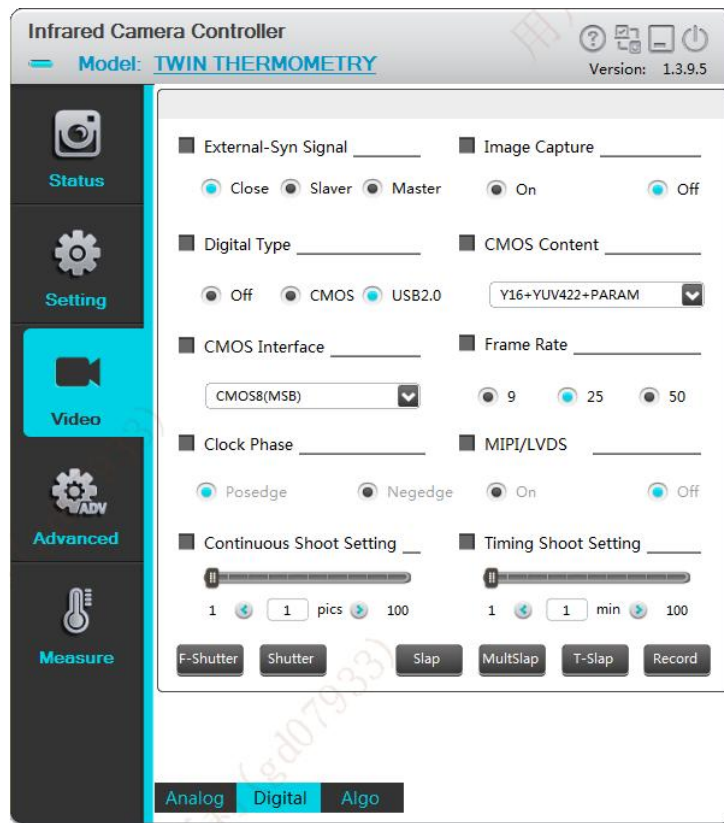 Infrared Camera Controller
Model: TWIN THERMOMETRY
Version: 1.3.9.5
Status
Setting
Video
Advanced
ADV
Measure
External-Syn Signal
Image Capture
Close Slaver Master
On Off
Digital Type
CMOS Content
Off CMOS USB2.0
Y16+YUV422+PARAM
CMOS Interface
Frame Rate
CMOS8(MSB)
9 25 50
Clock Phase
MIPI/LVDS
Posedge Negedge
On Off
Continuous Shoot Setting
Timing Shoot Setting
1 1 pics 100
1 1 min 100
F-Shutter Shutter Slap MultSlap T-Slap Record
Analog Digital Algo
(gd07933)